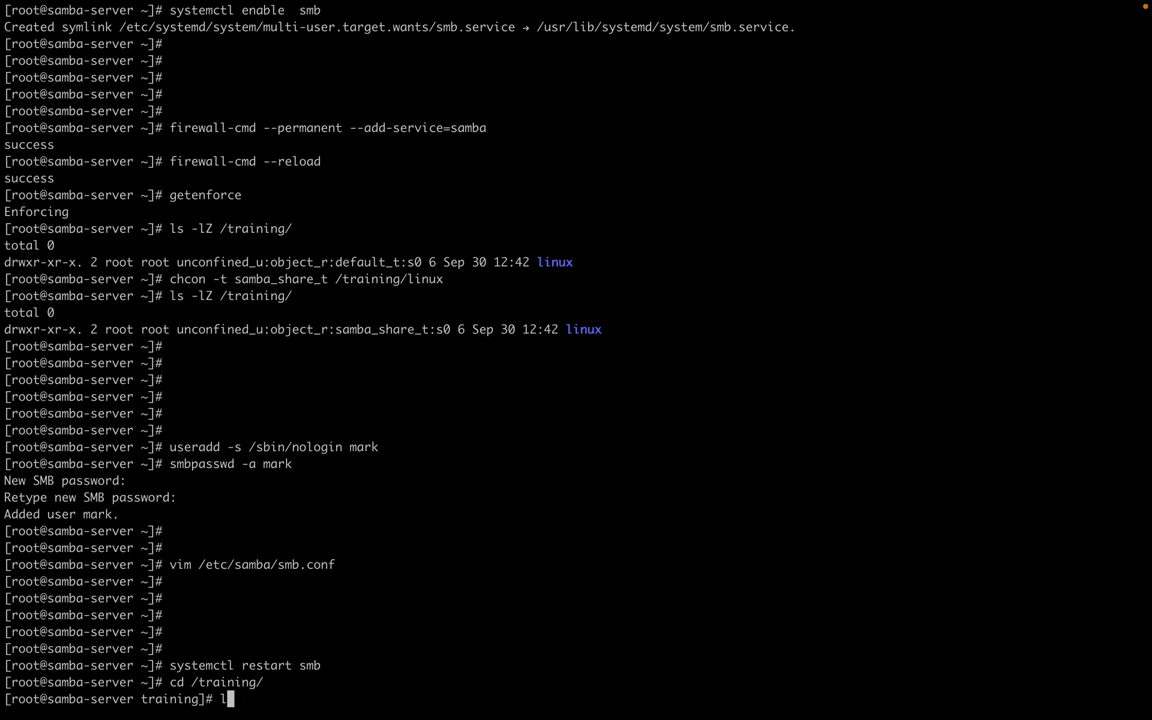 [root@samba-server ~]# systemctl enable  smb
Created symlink /etc/systemd/system/multi-user.target.wants/smb.service → /usr/lib/systemd/system/smb.service.
[root@samba-server ~]#
[root@samba-server ~]#
[root@samba-server ~]#
[root@samba-server ~]#
[root@samba-server ~]#
[root@samba-server ~]# firewall-cmd --permanent --add-service=samba
success
[root@samba-server ~]# firewall-cmd --reload
success
[root@samba-server ~]# getenforce
Enforcing
[root@samba-server ~]# ls -lZ /training/
total 0
drwxr-xr-x. 2 root root unconfined_u:object_r:default_t:s0 6 Sep 30 12:42 linux
[root@samba-server ~]# chcon -t samba_share_t /training/linux
[root@samba-server ~]# ls -lZ /training/
total 0
drwxr-xr-x. 2 root root unconfined_u:object_r:samba_share_t:s0 6 Sep 30 12:42 linux
[root@samba-server ~]#
[root@samba-server ~]#
[root@samba-server ~]#
[root@samba-server ~]#
[root@samba-server ~]#
[root@samba-server ~]#
[root@samba-server ~]# useradd -s /sbin/nologin mark
[root@samba-server ~]# smbpasswd -a mark
New SMB password:
Retype new SMB password:
Added user mark.
[root@samba-server ~]#
[root@samba-server ~]#
[root@samba-server ~]# vim /etc/samba/smb.conf
[root@samba-server ~]#
[root@samba-server ~]#
[root@samba-server ~]#
[root@samba-server ~]#
[root@samba-server ~]#
[root@samba-server ~]# systemctl restart smb
[root@samba-server ~]# cd /training/
[root@samba-server training]# l